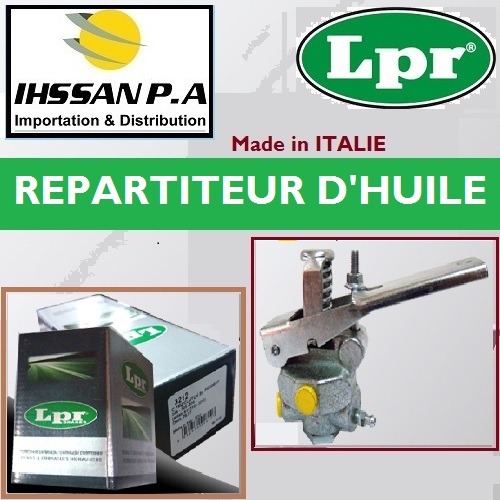 IHSSAN P.A
Importation & Distribution
Lpr®
Made in ITALIE
REPARTITEUR D'HUILE
Lpr
Lpr